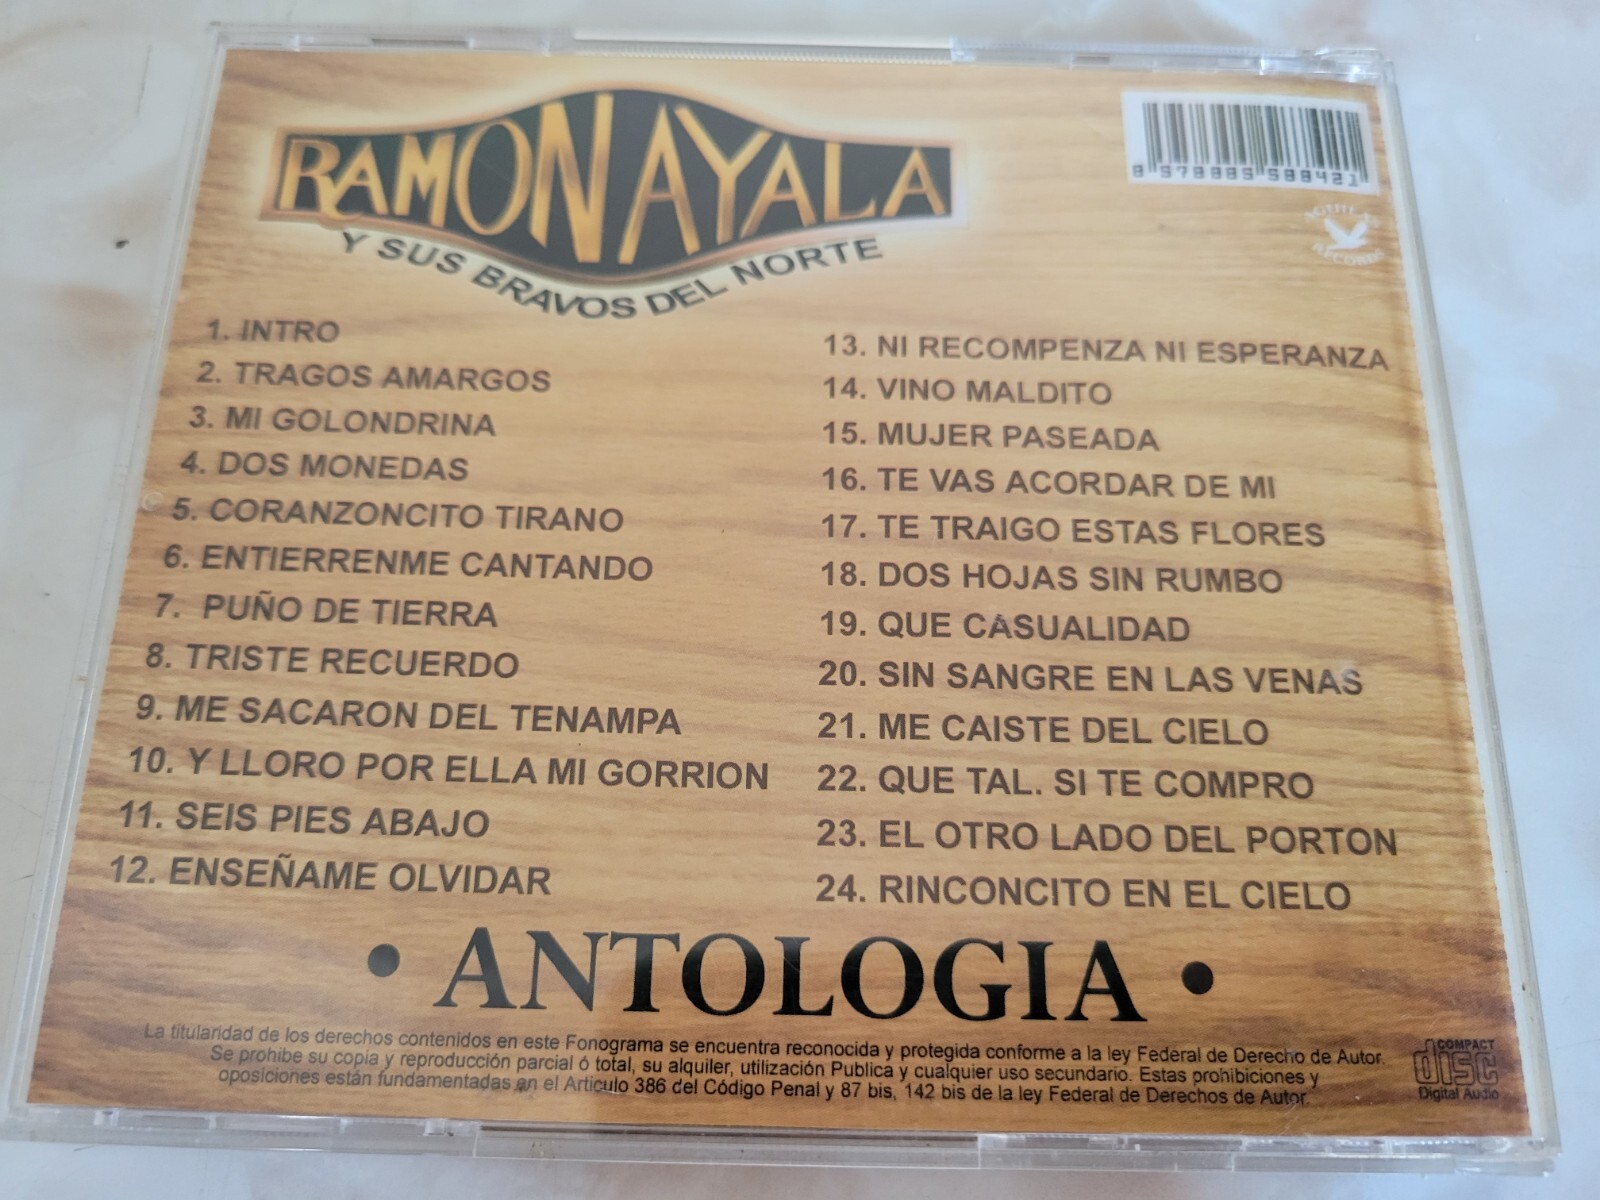 RAMON AYALA
Y SUS BRAVOS DEL NORTE
8 578885 588421
RECORDS
1. INTRO
2. TRAGOS AMARGOS
3. MI GOLONDRINA
4. DOS MONEDAS
5. CORANZONCITO TIRANO
6. ENTIERRENME CANTANDO
7. PUÑO DE TIERRA
8. TRISTE RECUERDO
9. ME SACARON DEL TENAMPA
10. Y LLORO POR ELLA MI GORRION
11. SEIS PIES ABAJO
12. ENSEÑAME OLVIDAR
13. NI RECOMPENZA NI ESPERANZA
14. VINO MALDITO
15. MUJER PASEADA
16. TE VAS ACORDAR DE MI
17. TE TRAIGO ESTAS FLORES
18. DOS HOJAS SIN RUMBO
19. QUE CASUALIDAD
20. SIN SANGRE EN LAS VENAS
21. ME CAISTE DEL CIELO
22. QUE TAL. SI TE COMPRO
23. EL OTRO LADO DEL PORTON
24. RINCONCITO EN EL CIELO
• ANTOLOGIA •
La titularidad de los derechos contenidos en este Fonograma se encuentra reconocida y protegida conforme a la ley Federal de Derecho de Autor.
Se prohibe su copia y reproducción parcial ó total, su alquiler, utilización Publica y cualquier uso secundario. Estas prohibiciones y
oposiciones están fundamentadas en el Articulo 386 del Código Penal y 87 bis, 142 bis de la ley Federal de Derechos de Autor.
COMPACT
disc
Digital Audio